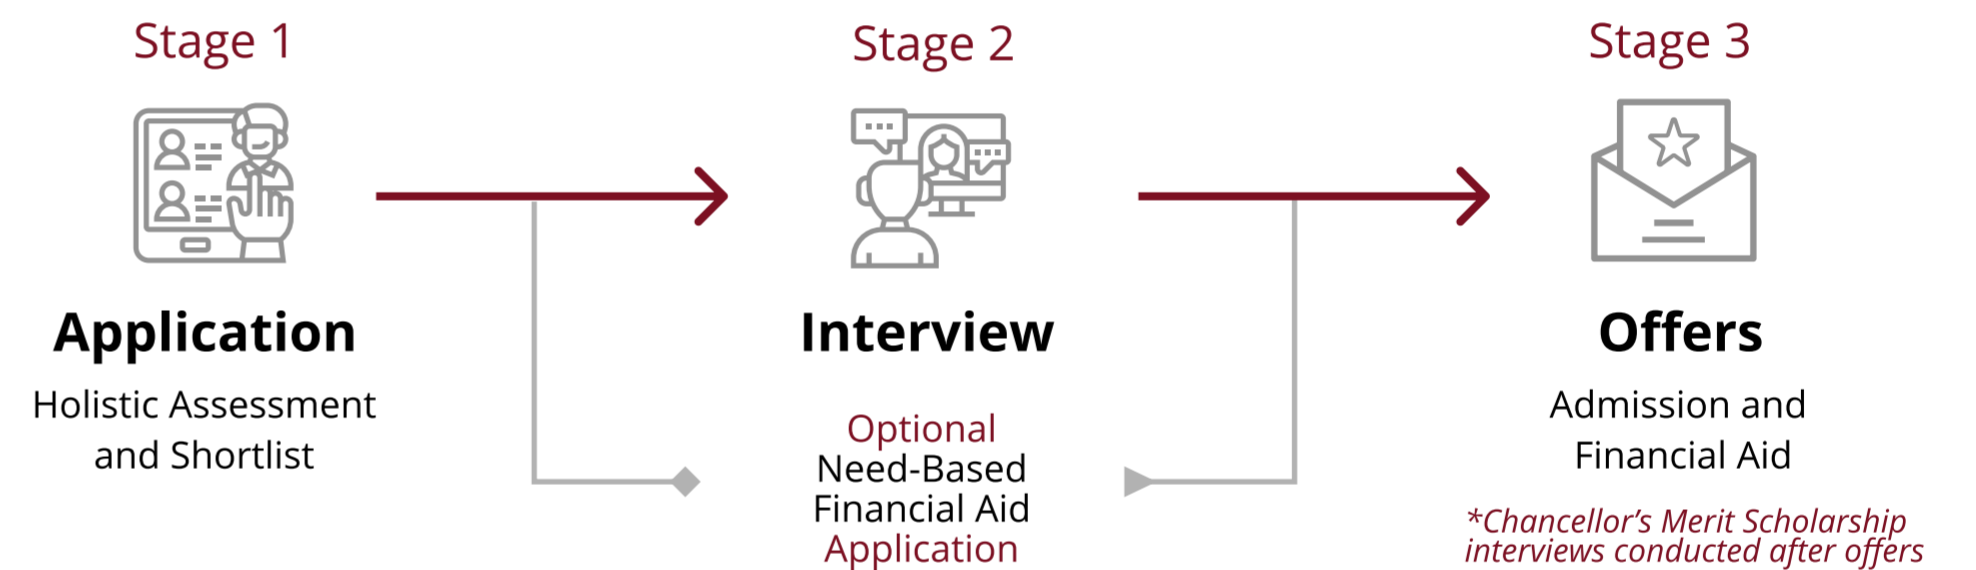 Stage 1
Application
Holistic Assessment
and Shortlist
Stage 2
Interview
Optional
Need-Based
Financial Aid
Application
Stage 3
Offers
Admission and
Financial Aid
*Chancellor's Merit Scholarship
interviews conducted after offers